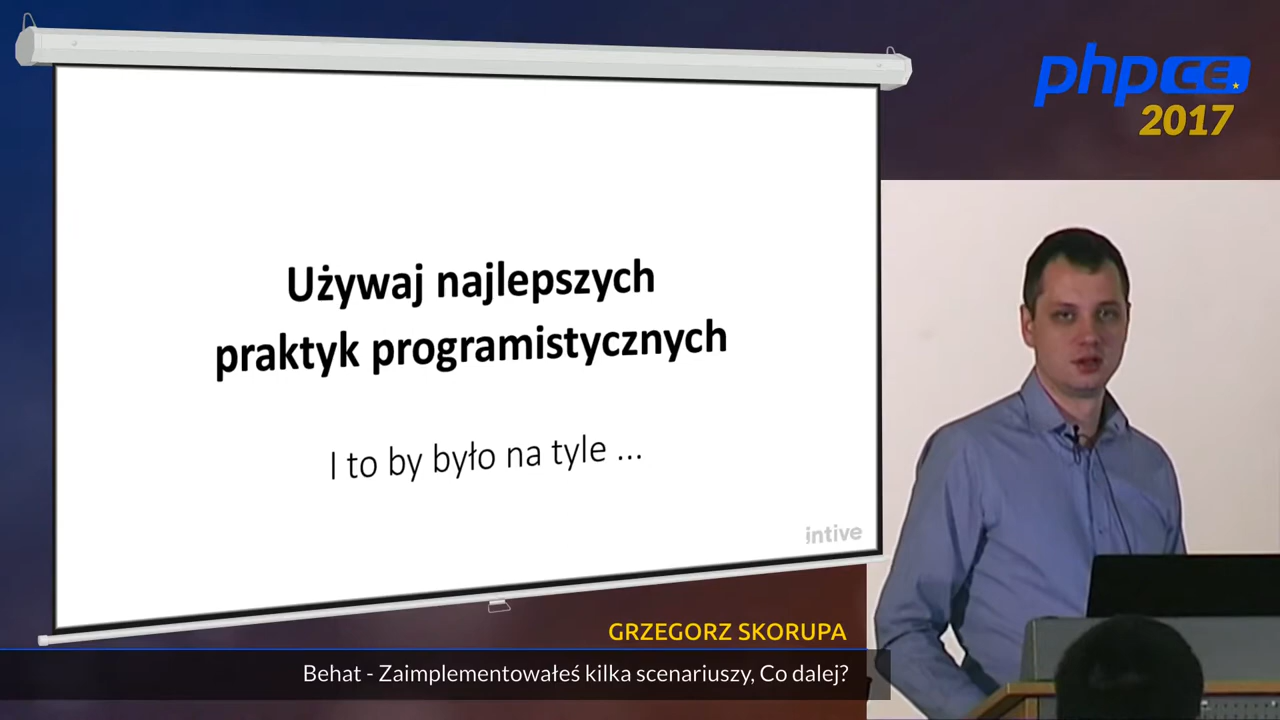 phpCE
2017
Używaj najlepszych
praktyk programistycznych
I to by było na tyle ...
intive
GRZEGORZ SKORUPA
Behat - Zaimplementowałeś kilka scenariuszy, Co dalej?